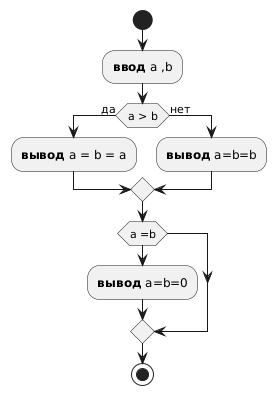 ввод a ,b
a > b
да
нет
вывод a = b = a
вывод a=b=b
a =b
вывод a=b=0